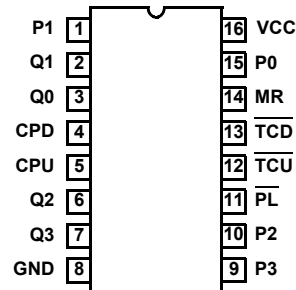 P1 1 16 VCC
Q1 2 15 P0
Q0 3 14 MR
CPD 4 13 TCD
CPU 5 12 TCU
Q2 6 11 PL
Q3 7 10 P2
GND 8 9 P3